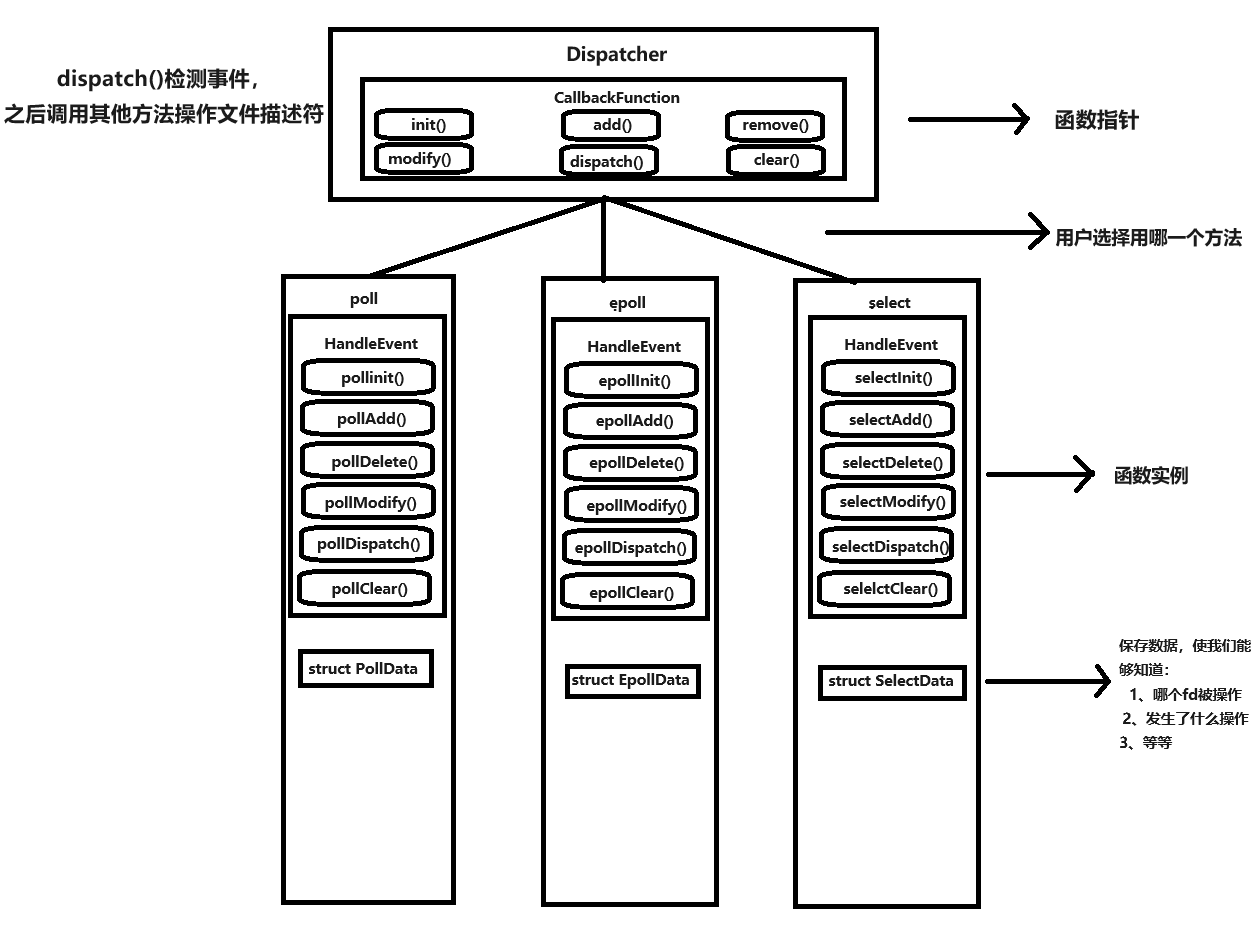 dispatch()检测事件，
之后调用其他方法操作文件描述符
Dispatcher
CallbackFunction
init()
add()
remove()
modify()
dispatch()
clear()
函数指针
用户选择用哪一个方法
poll
HandleEvent
pollinit()
pollAdd()
pollDelete()
pollModify()
pollDispatch()
pollClear()
struct PollData
epoll
HandleEvent
epollInit()
epollAdd()
epollDelete()
epollModify()
epollDispatch()
epollClear()
struct EpollData
select
HandleEvent
selectInit()
selectAdd()
selectDelete()
selectModify()
selectDispatch()
selelctClear()
struct SelectData
函数实例
保存数据，使我们能
够知道：
1、哪个fd被操作
2、发生了什么操作
3、等等